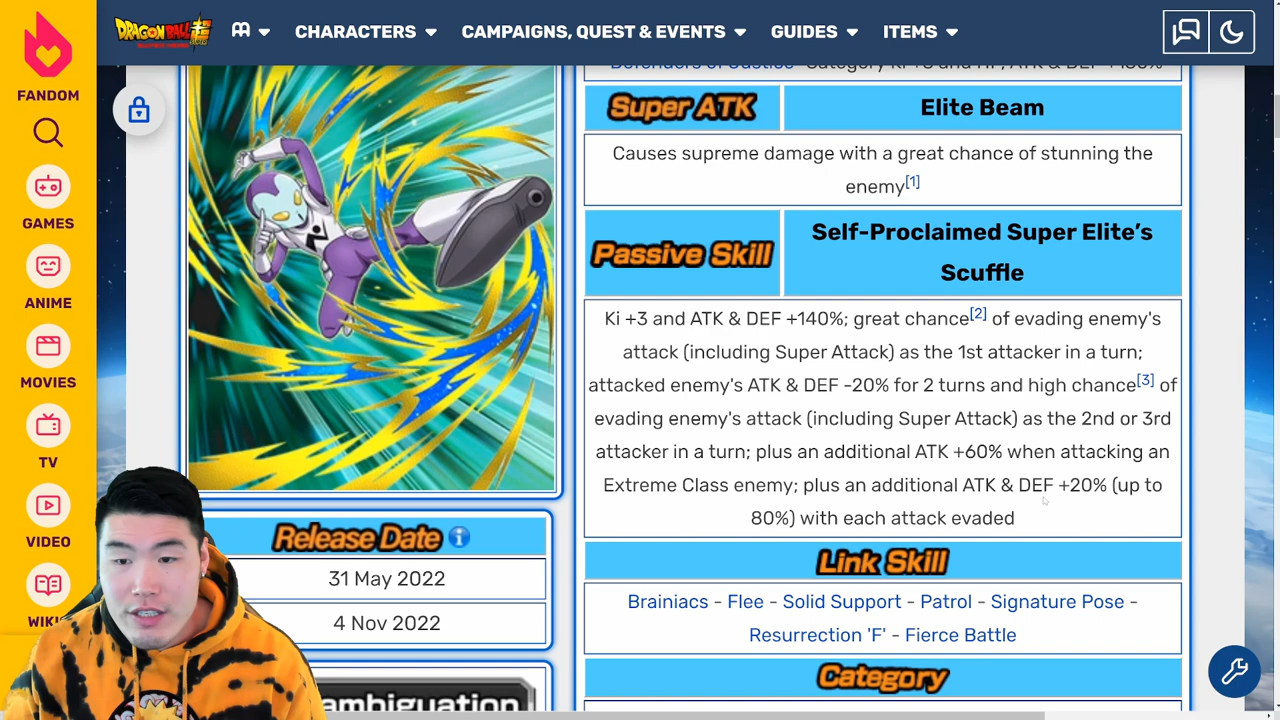 DRAGON BALL
SUPER
CHARACTERS
CAMPAIGNS, QUEST & EVENTS
GUIDES
ITEMS
FANDOM
GAMES
ANIME
MOVIES
TV
VIDEO
WIKI
Super ATK
Elite Beam
Causes supreme damage with a great chance of stunning the
enemy[1]
Passive Skill
Self-Proclaimed Super Elite's
Scuffle
Ki +3 and ATK & DEF +140%; great chance[2] of evading enemy's
attack (including Super Attack) as the 1st attacker in a turn;
attacked enemy's ATK & DEF -20% for 2 turns and high chance[3] of
evading enemy's attack (including Super Attack) as the 2nd or 3rd
attacker in a turn; plus an additional ATK +60% when attacking an
Extreme Class enemy; plus an additional ATK & DEF +20% (up to
80%) with each attack evaded
Link Skill
Brainiacs - Flee - Solid Support - Patrol - Signature Pose -
Resurrection 'F' - Fierce Battle
Category
Release Date
31 May 2022
4 Nov 2022